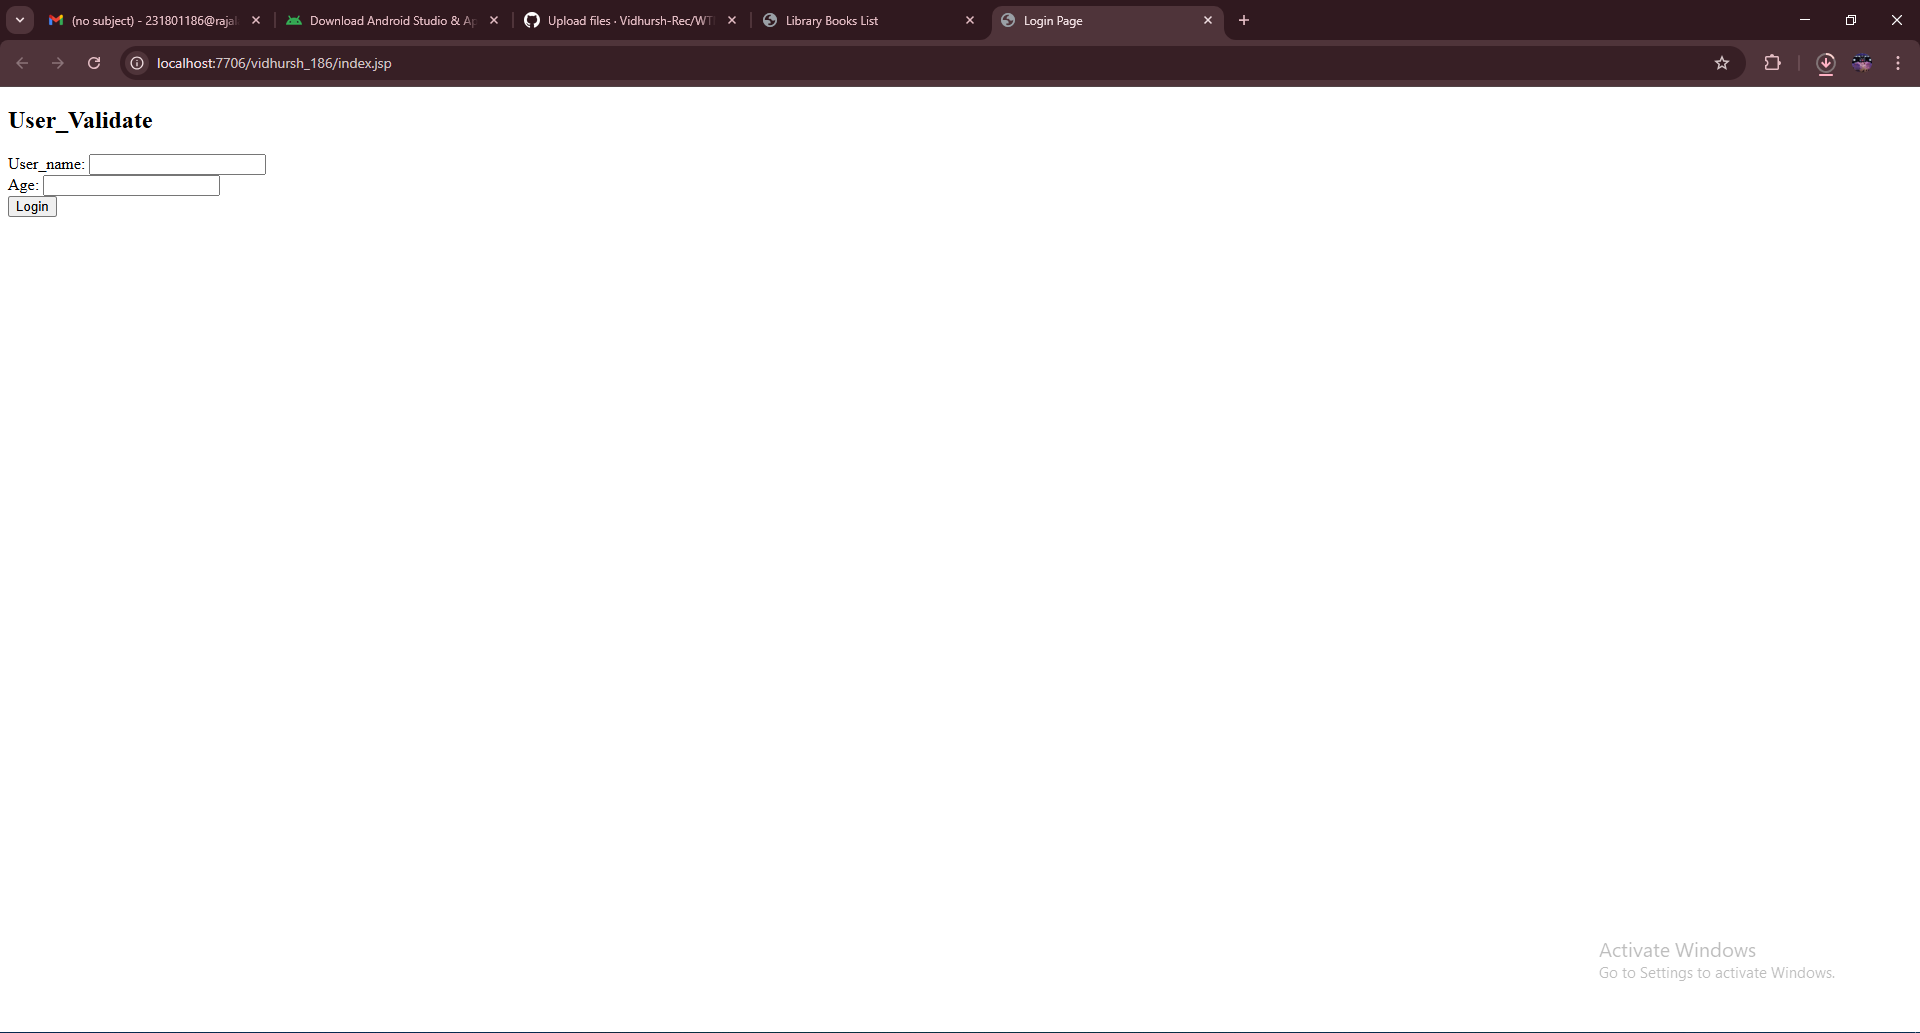 (no subject) - 231801186@rajal
Download Android Studio & Ap
Upload files · Vidhursh-Rec/WT
Library Books List
Login Page
localhost:7706/vidhursh_186/index.jsp
User_Validate
User_name:
Age:
Login
Activate Windows
Go to Settings to activate Windows.